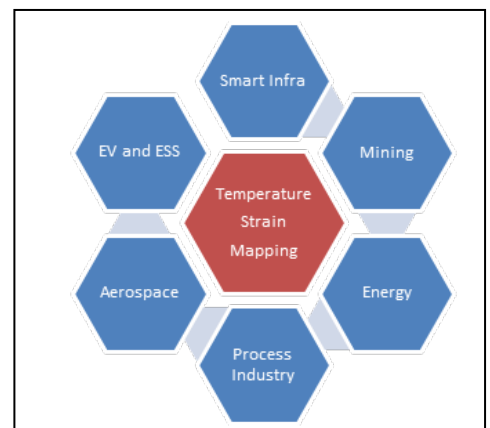 Smart Infra
EV and ESS
Mining
Temperature
Strain
Mapping
Aerospace
Energy
Process
Industry